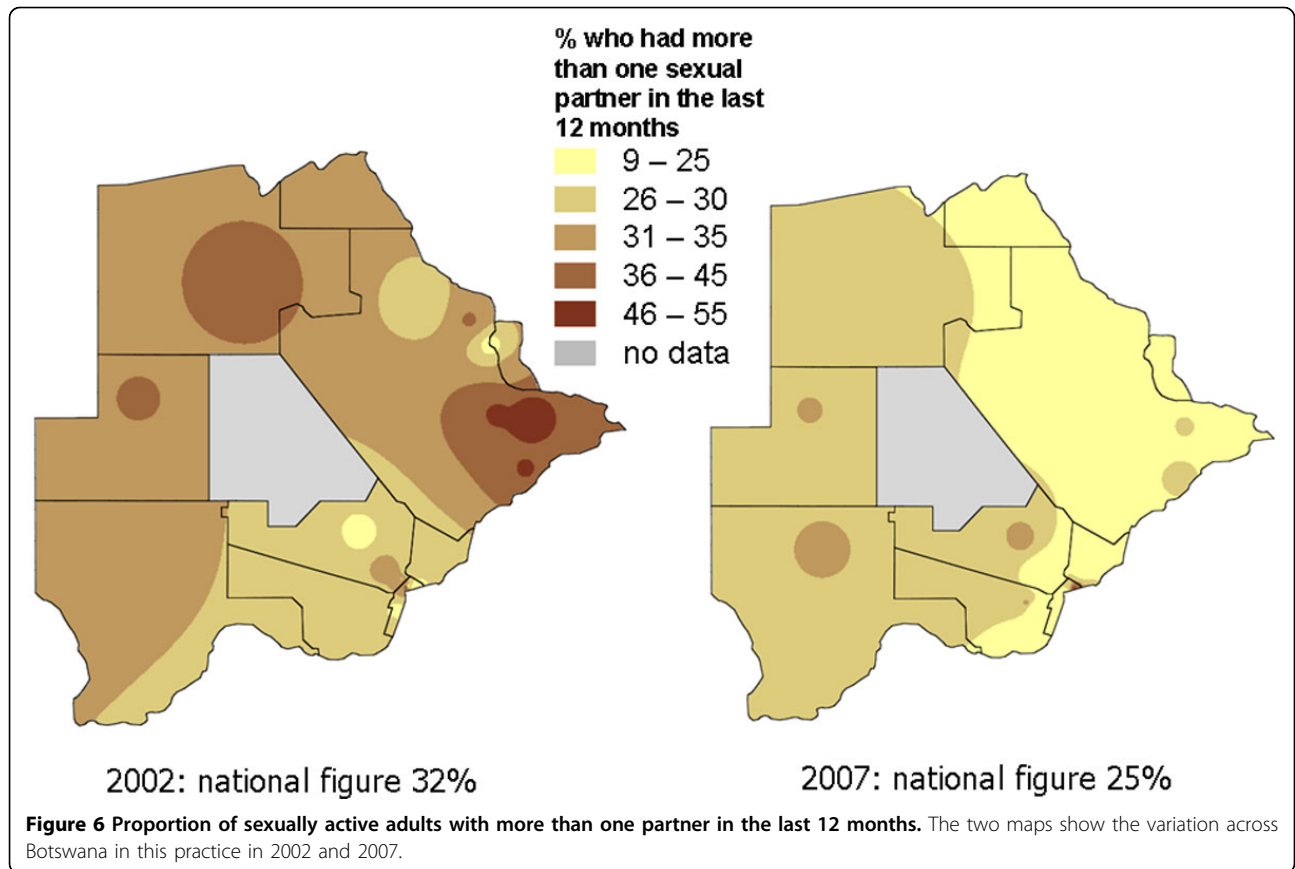 % who had more
than one sexual
partner in the last
12 months
9 – 25
26 – 30
31 – 35
36 – 45
46 – 55
no data
2002: national figure 32%
2007: national figure 25%
Figure 6 Proportion of sexually active adults with more than one partner in the last 12 months. The two maps show the variation across
Botswana in this practice in 2002 and 2007.